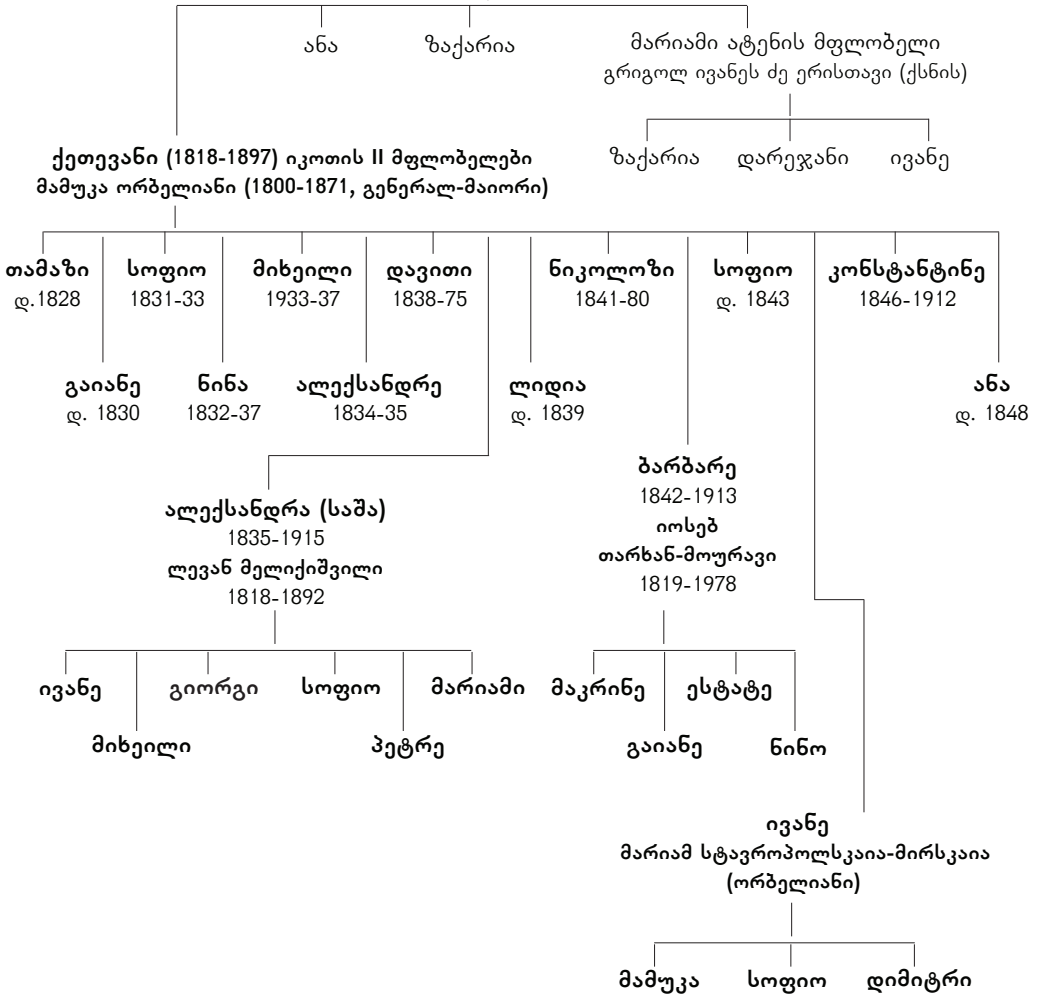 ანა
ზაქარია
მარიამი ატენის მფლობელი
გრიგოლ ივანეს ძე ერისთავი (ქსნის)
ზაქარია
დარეჯანი
ივანე
ქეთევანი (1818-1897) იკოთის II მფლობელები
მამუკა ორბელიანი (1800-1871, გენერალ-მაიორი)
თამაზი
დ.1828
სოფიო
1831-33
მიხეილი
1933-37
დავითი
1838-75
ნიკოლოზი
1841-80
სოფიო
დ. 1843
კონსტანტინე
1846-1912
გაიანე
დ. 1830
ნინა
1832-37
ალექსანდრე
1834-35
ლიდია
დ. 1839
ანა
დ. 1848
ალექსანდრა (საშა)
1835-1915
ლევან მელიქიშვილი
1818-1892
ბარბარე
1842-1913
იოსებ
თარხან-მოურავი
1819-1978
ივანე
გიორგი
სოფიო
მარიამი
მიხეილი
პეტრე
მაკრინე
ესტატე
გაიანე
ნინო
ივანე
მარიამ სტავროპოლსკაია-მირსკაია
(ორბელიანი)
მამუკა
სოფიო
დიმიტრი